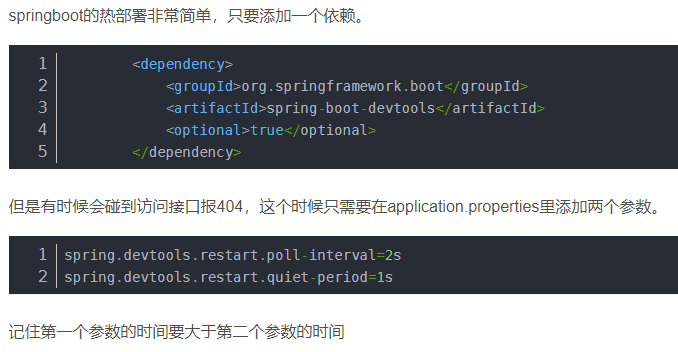 springboot的热部署非常简单，只要添加一个依赖。
1 <dependency>
2 <groupId>org.springframework.boot</groupId>
3 <artifactId>spring-boot-devtools</artifactId>
4 <optional>true</optional>
5 </dependency>
但是有时候会碰到访问接口报404，这个时候只需要在application.properties里添加两个参数。
1 spring.devtools.restart.poll-interval=2s
2 spring.devtools.restart.quiet-period=1s
记住第一个参数的时间要大于第二个参数的时间